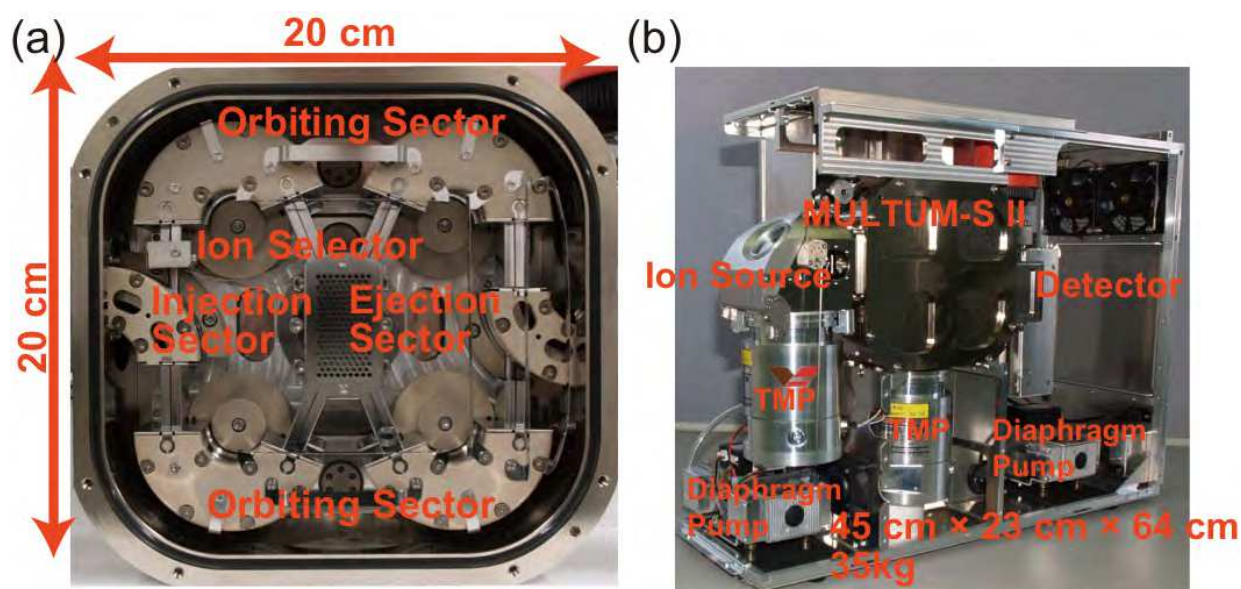 (a)
20 cm
20 cm
Orbiting Sector
Ion Selector
Injection
Sector
Ejection
Sector
Orbiting Sector
(b)
MULTUM-S II
Ion Source
Detector
TMP
TMP
Diaphragm
Pump
Diaphragm
Pump
45 cm × 23 cm × 64 cm
35kg